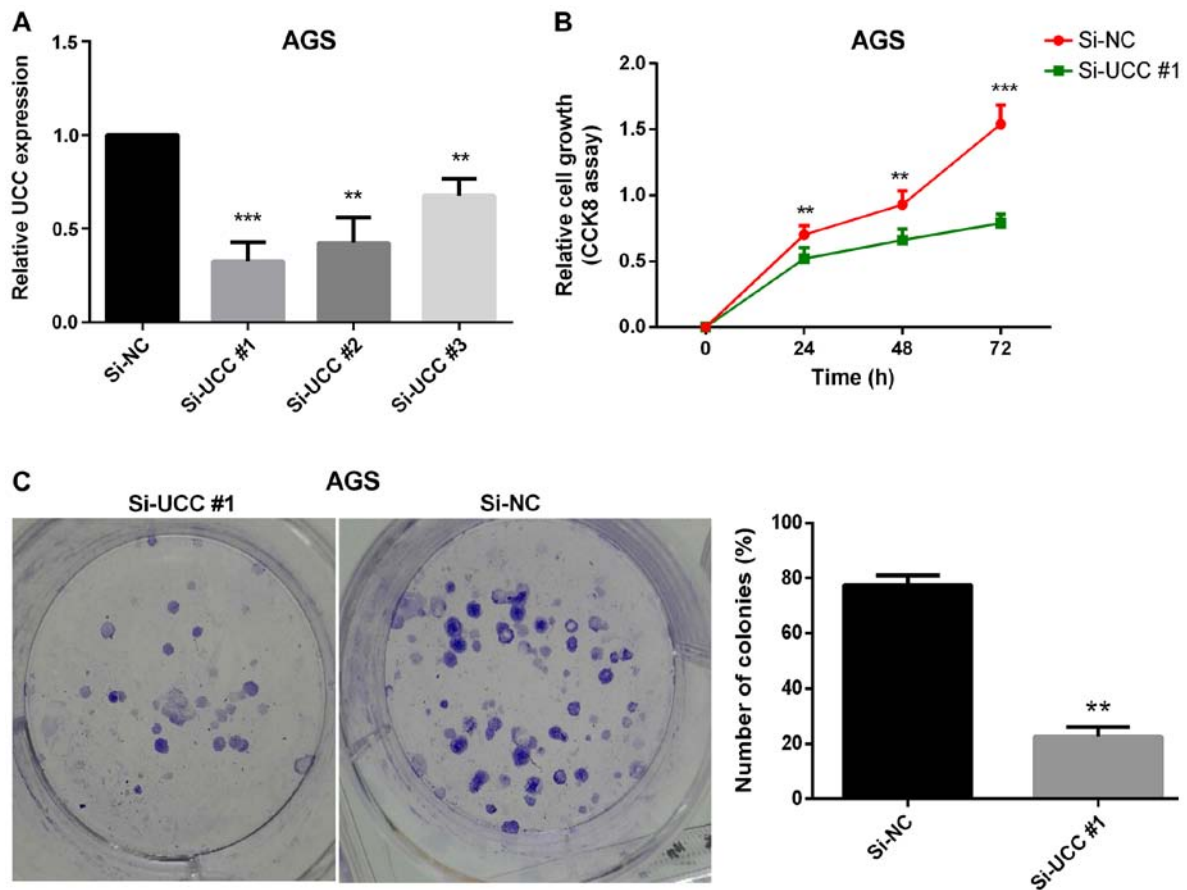 A
AGS
Relative UCC expression
1.5
1.0
0.5
0.0
***
**
**
Si-NC
Si-UCC #1
Si-UCC #2
Si-UCC #3
B
AGS
Si-NC
Si-UCC #1
Relative cell growth
(CCK8 assay)
2.0
1.5
1.0
0.5
0.0
**
**
***
0
24
48
72
Time (h)
C
AGS
Si-UCC #1
Si-NC
Number of colonies (%)
100
80
60
40
20
0
**
Si-NC
Si-UCC #1